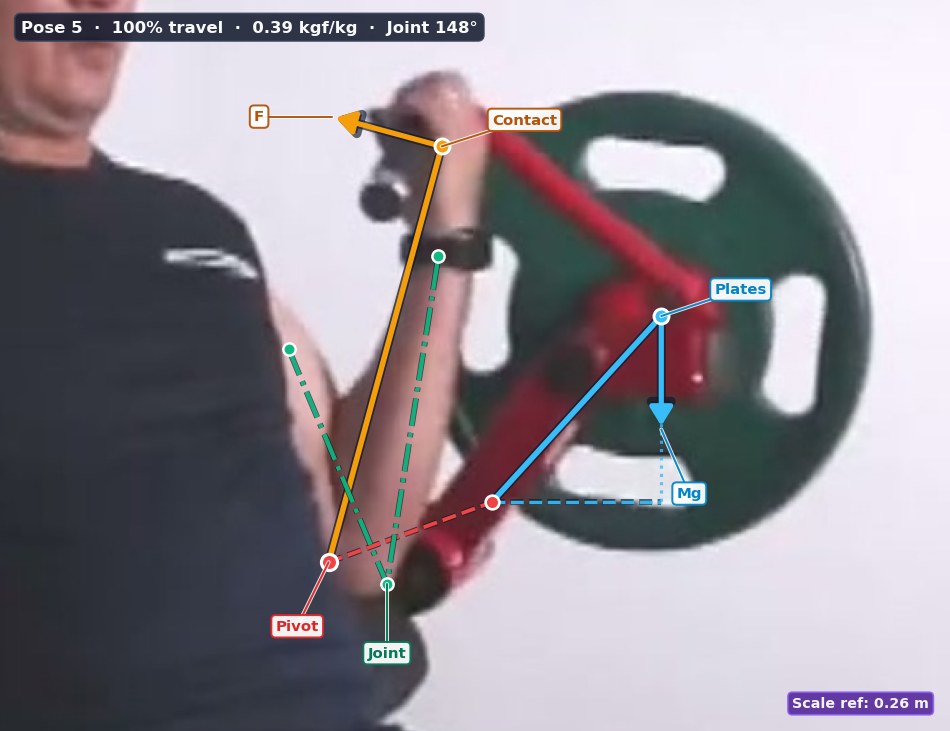 Pose 5 · 100% travel · 0.39 kgf/kg · Joint 148°
F
Contact
Plates
Mg
Pivot
Joint
Scale ref: 0.26 m